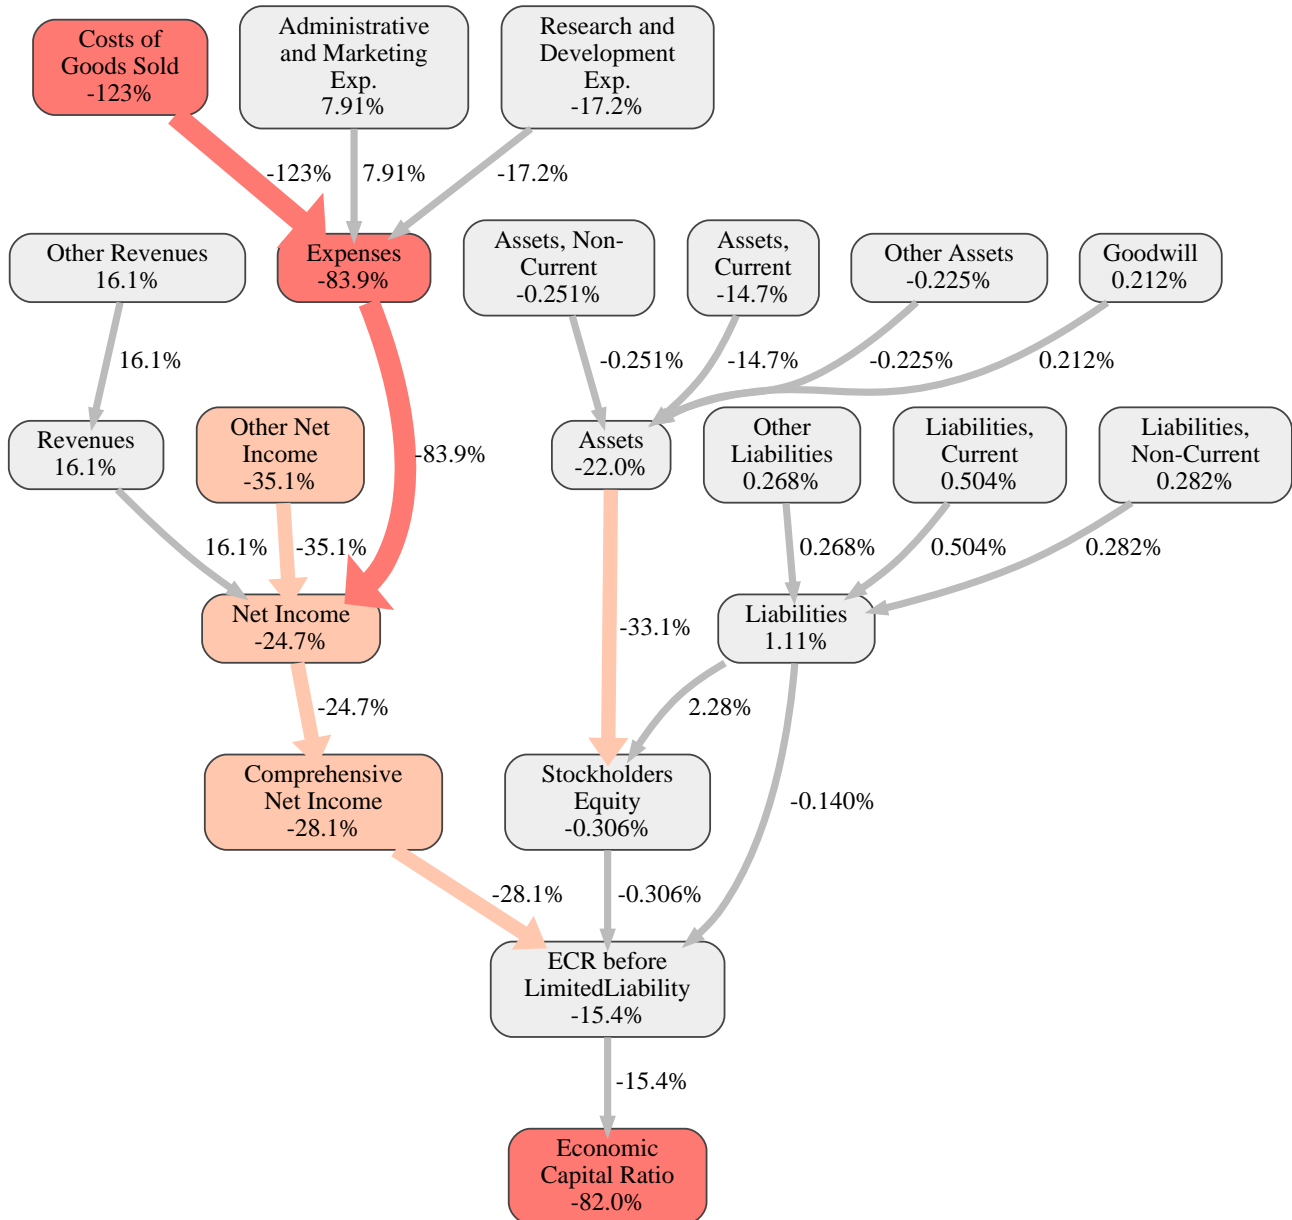 Costs of
Goods Sold
-123%
Administrative
and Marketing
Exp.
7.91%
Research and
Development
Exp.
-17.2%
-123%
7.91%
-17.2%
Other Revenues
16.1%
Expenses
-83.9%
Assets, Non-
Current
-0.251%
Assets,
Current
-14.7%
Other Assets
-0.225%
Goodwill
0.212%
16.1%
-0.251%
-14.7%
-0.225%
0.212%
Revenues
16.1%
Other Net
Income
-35.1%
-83.9%
Assets
-22.0%
Other
Liabilities
0.268%
Liabilities,
Current
0.504%
Liabilities,
Non-Current
0.282%
16.1%
-35.1%
0.268%
0.504%
0.282%
Net Income
-24.7%
-33.1%
Liabilities
1.11%
-24.7%
2.28%
Comprehensive
Net Income
-28.1%
Stockholders
Equity
-0.306%
-0.140%
-28.1%
-0.306%
ECR before
LimitedLiability
-15.4%
-15.4%
Economic
Capital Ratio
-82.0%